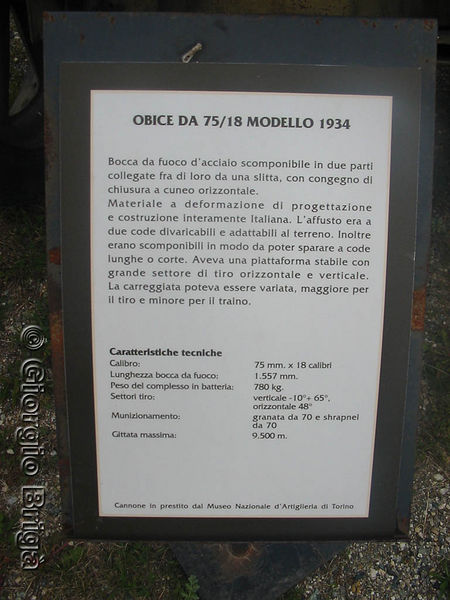 OBICE DA 75/18 MODELLO 1934
Bocca da fuoco d'acciaio scomponibile in due parti
collegate fra di loro da una slitta, con congegno di
chiusura a cuneo orizzontale.
Materiale a deformazione di progettazione
e costruzione interamente Italiana. L'affusto era a
due code divaricabili e adattabili al terreno. Inoltre
erano scomponibili in modo da poter sparare a code
lunghe o corte. Aveva una piattaforma stabile con
grande settore di tiro orizzontale e verticale.
La carreggiata poteva essere variata, maggiore per
il tiro e minore per il traino.
Caratteristiche tecniche
Calibro: 75 mm. x 18 calibri
Lunghezza bocca da fuoco: 1.557 mm.
Peso del complesso in batteria: 780 kg.
Settori tiro: verticale -10°+ 65°,
orizzontale 48°
Munizionamento: granata da 70 e shrapnel
da 70
Gittata massima: 9.500 m.
Cannone in prestito dal Museo Nazionale d'Artiglieria di Torino
© Giorgio Brigà